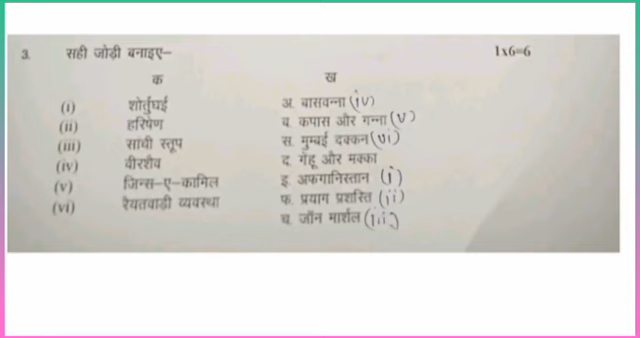 3. सही जोड़ी बनाइए– 1x6=6
क ख
(i) शोर्तुघई अ. बासवन्ना (iv)
(ii) हरिषेण ब. कपास और गन्ना (v)
(iii) सांची स्तूप स. मुम्बई दक्कन (vi)
(iv) वीरशैव द. गेंहू और मक्का
(v) जिन्स-ए-कामिल इ. अफगानिस्तान (i)
(vi) रैयतवाड़ी व्यवस्था फ. प्रयाग प्रशस्ति (ii)
च. जॉन मार्शल (iii)